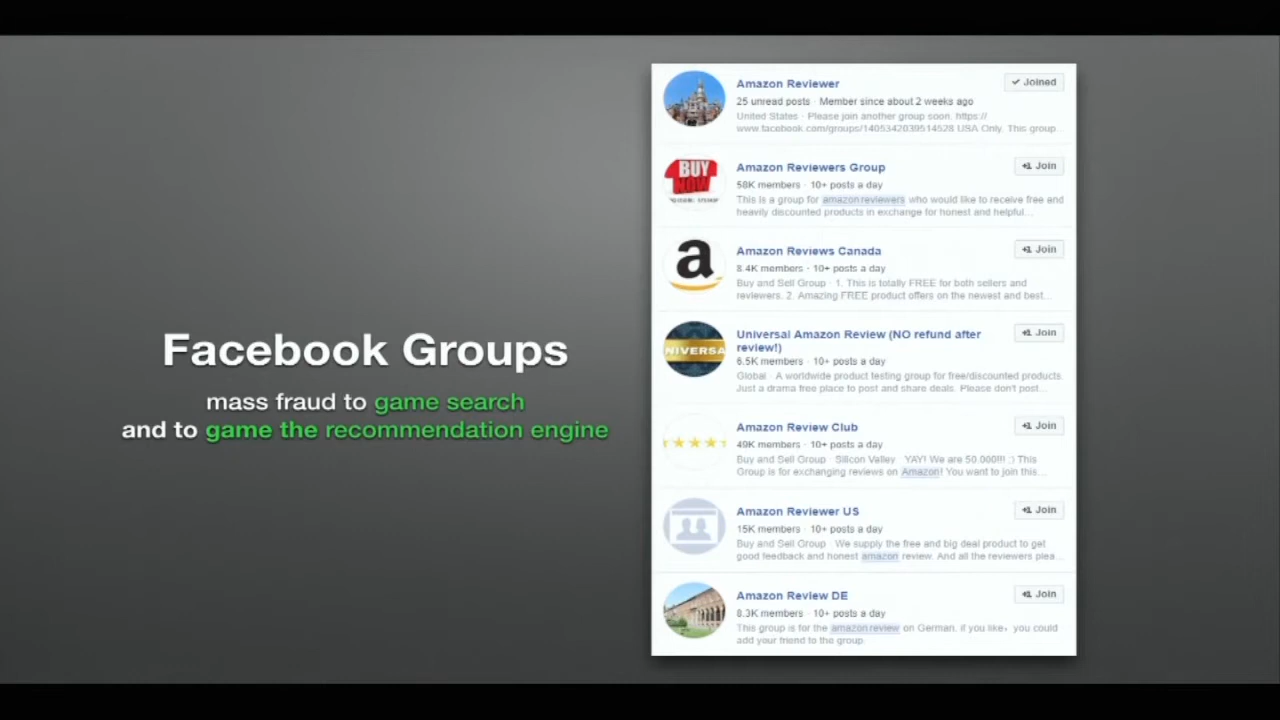 Facebook Groups
mass fraud to game search
and to game the recommendation engine
Amazon Reviewer
Joined
25 unread posts · Member since about 2 weeks ago
United States · Please join another group soon. https://
www.facebook.com/groups/1405342039514528 USA Only. This group...
BUY
NOW
Amazon Reviewers Group
+1 Join
58K members · 10+ posts a day
This is a group for amazon reviewers who would like to receive free and
heavily discounted products in exchange for honest and helpful...
a
Amazon Reviews Canada
+1 Join
8.4K members · 10+ posts a day
Buy and Sell Group · 1. This is totally FREE for both sellers and
reviewers. 2. Amazing FREE product offers on the newest and best...
NIVERSA
Universal Amazon Review (NO refund after
review!)
+1 Join
6.5K members · 10+ posts a day
Global · A worldwide product testing group for free/discounted products.
Just a drama free place to post and share deals. Please don't post...
Amazon Review Club
+1 Join
49K members · 10+ posts a day
Buy and Sell Group · Silicon Valley · YAY! We are 50.000!!! :) This
Group is for exchanging reviews on Amazon! You want to join this...
Amazon Reviewer US
+1 Join
15K members · 10+ posts a day
Buy and Sell Group · We supply the free and big deal product to get
good feedback and honest amazon review. And all the reviewers plea...
Amazon Review DE
+1 Join
8.3K members · 10+ posts a day
This group is for the amazon review on German. if you like, you could
add your friend to the group.